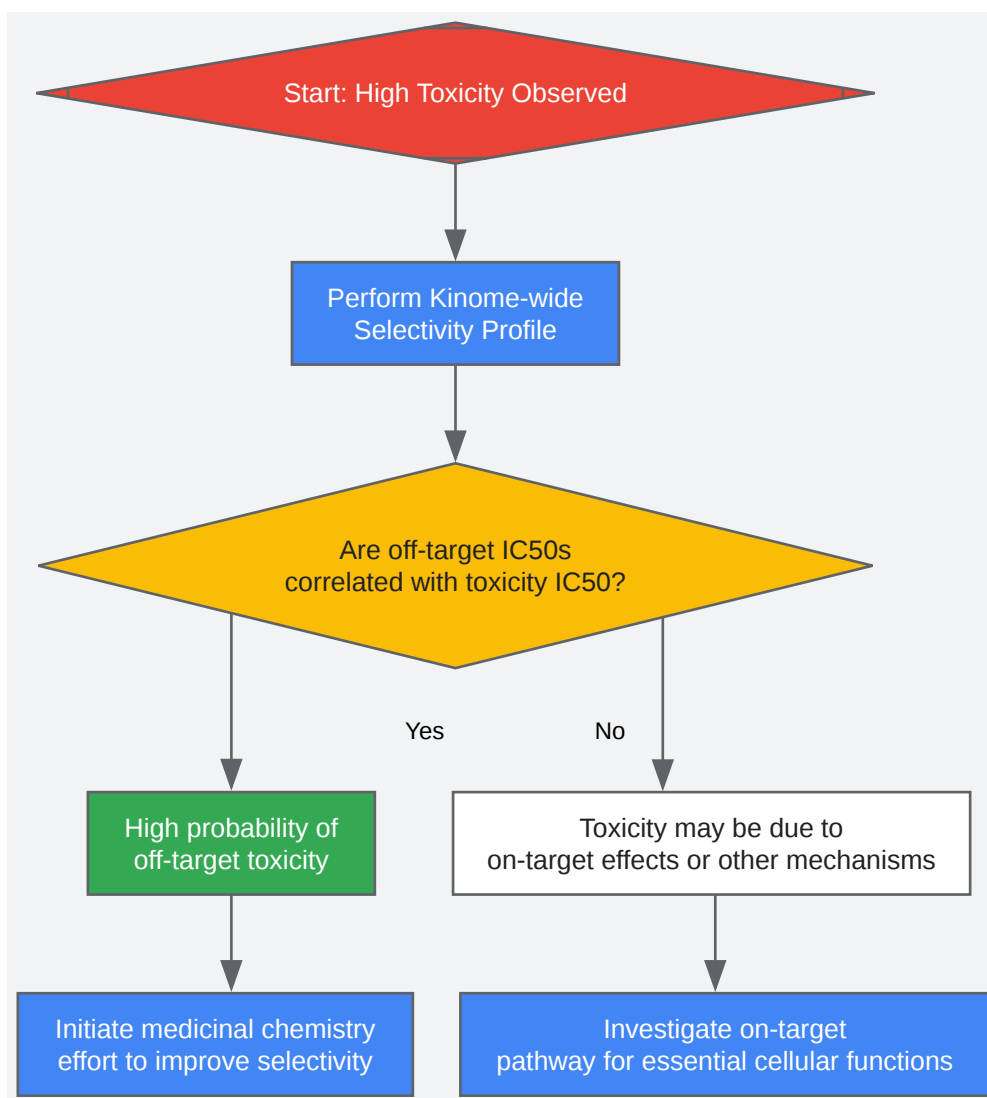 Start: High Toxicity Observed
Perform Kinome-wide
Selectivity Profile
Are off-target IC50s
correlated with toxicity IC50?
Yes
No
High probability of
off-target toxicity
Toxicity may be due to
on-target effects or other mechanisms
Initiate medicinal chemistry
effort to improve selectivity
Investigate on-target
pathway for essential cellular functions